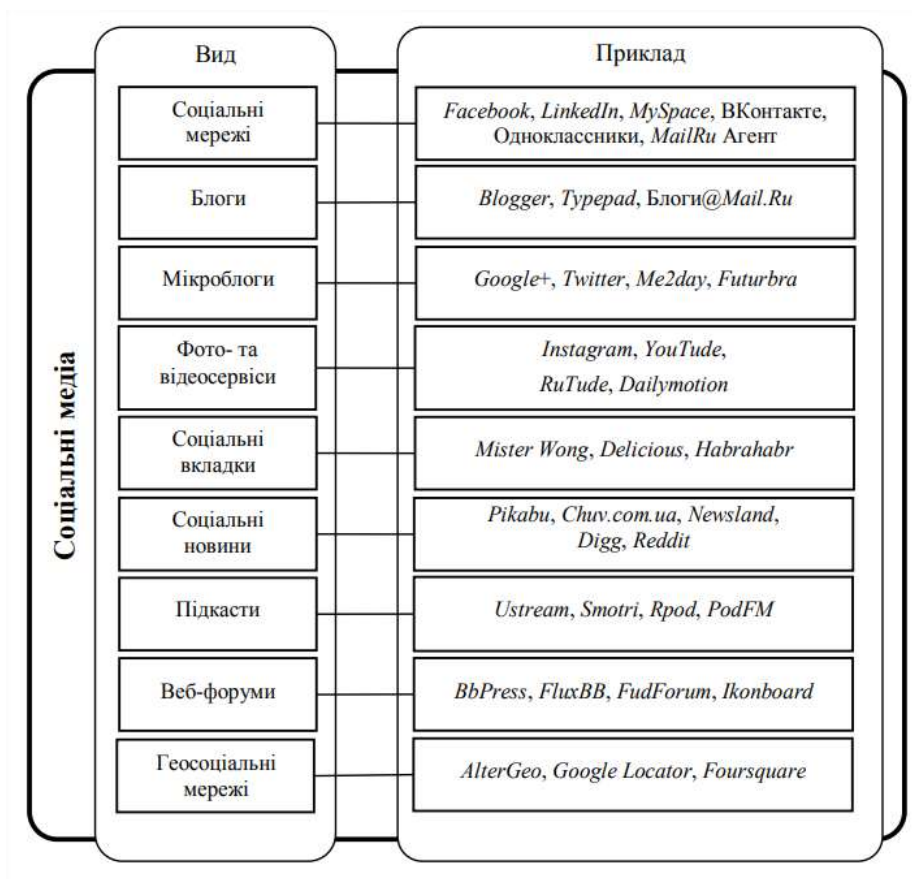 Соціальні медіа
Вид
Приклад
Соціальні
мережі
Facebook, LinkedIn, MySpace, ВКонтакте,
Одноклассники, MailRu Агент
Блоги
Blogger, Typepad, Блоги@Mail.Ru
Мікроблоги
Google+, Twitter, Me2day, Futurbra
Фото- та
відеосервіси
Instagram, YouTude,
RuTude, Dailymotion
Соціальні
вкладки
Mister Wong, Delicious, Habrahabr
Соціальні
новини
Pikabu, Chuv.com.ua, Newsland,
Digg, Reddit
Підкасти
Ustream, Smotri, Rpod, PodFM
Веб-форуми
BbPress, FluxBB, FudForum, Ikonboard
Геосоціальні
мережі
AlterGeo, Google Locator, Foursquare